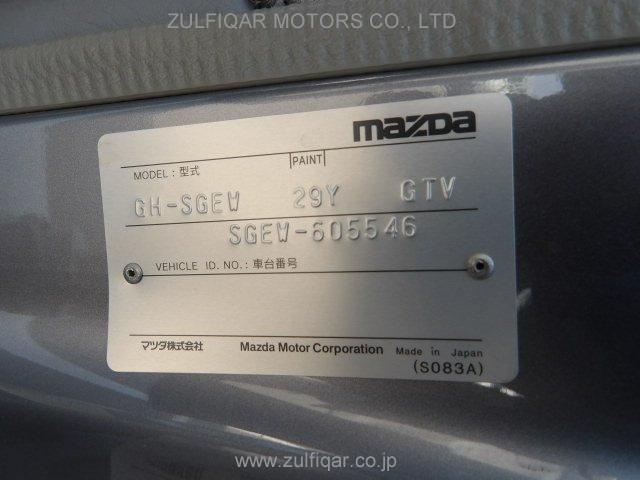 ZULFIQAR MOTORS CO., LTD
mazda
MODEL : 型式 PAINT
GH-SGEW 29Y GTV
SGEW-605546
VEHICLE ID. NO. : 車台番号
マツダ株式会社 Mazda Motor Corporation Made in Japan
(S083A)
www.zulfiqar.co.jp